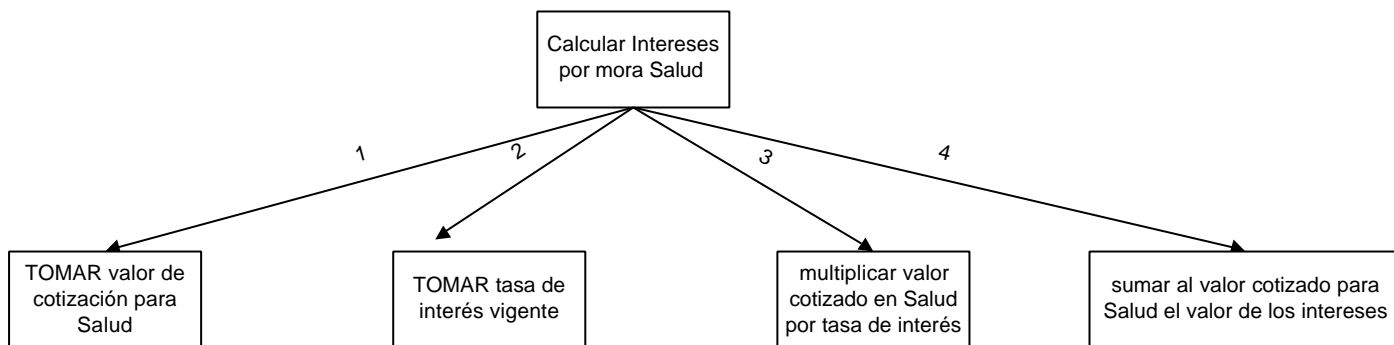 Calcular Intereses
por mora Salud
1
2
3
4
TOMAR valor de
cotización para
Salud
TOMAR tasa de
interés vigente
multiplicar valor
cotizado en Salud
por tasa de interés
sumar al valor cotizado para
Salud el valor de los intereses